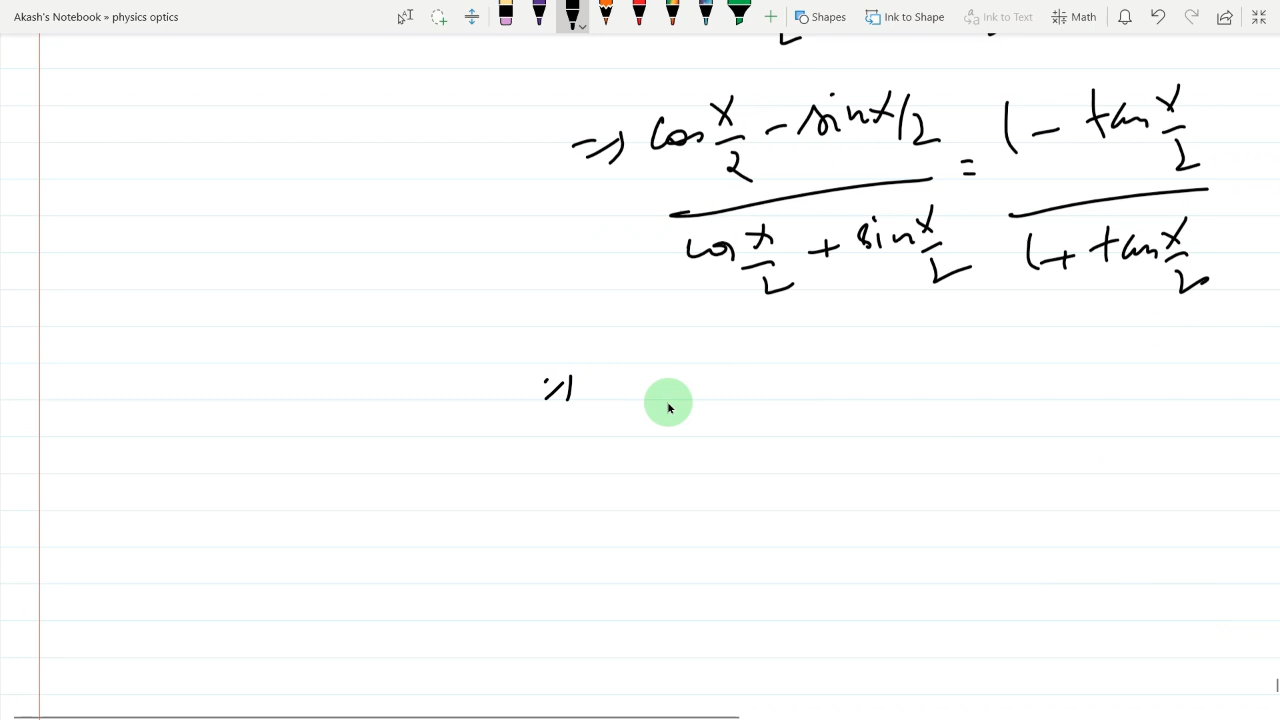 Akash's Notebook » physics optics
Shapes
Ink to Shape
Ink to Text
Math
=> cos x/2 - sin x/2 = 1 - tan x/2
cos x/2 + sin x/2 1 + tan x/2